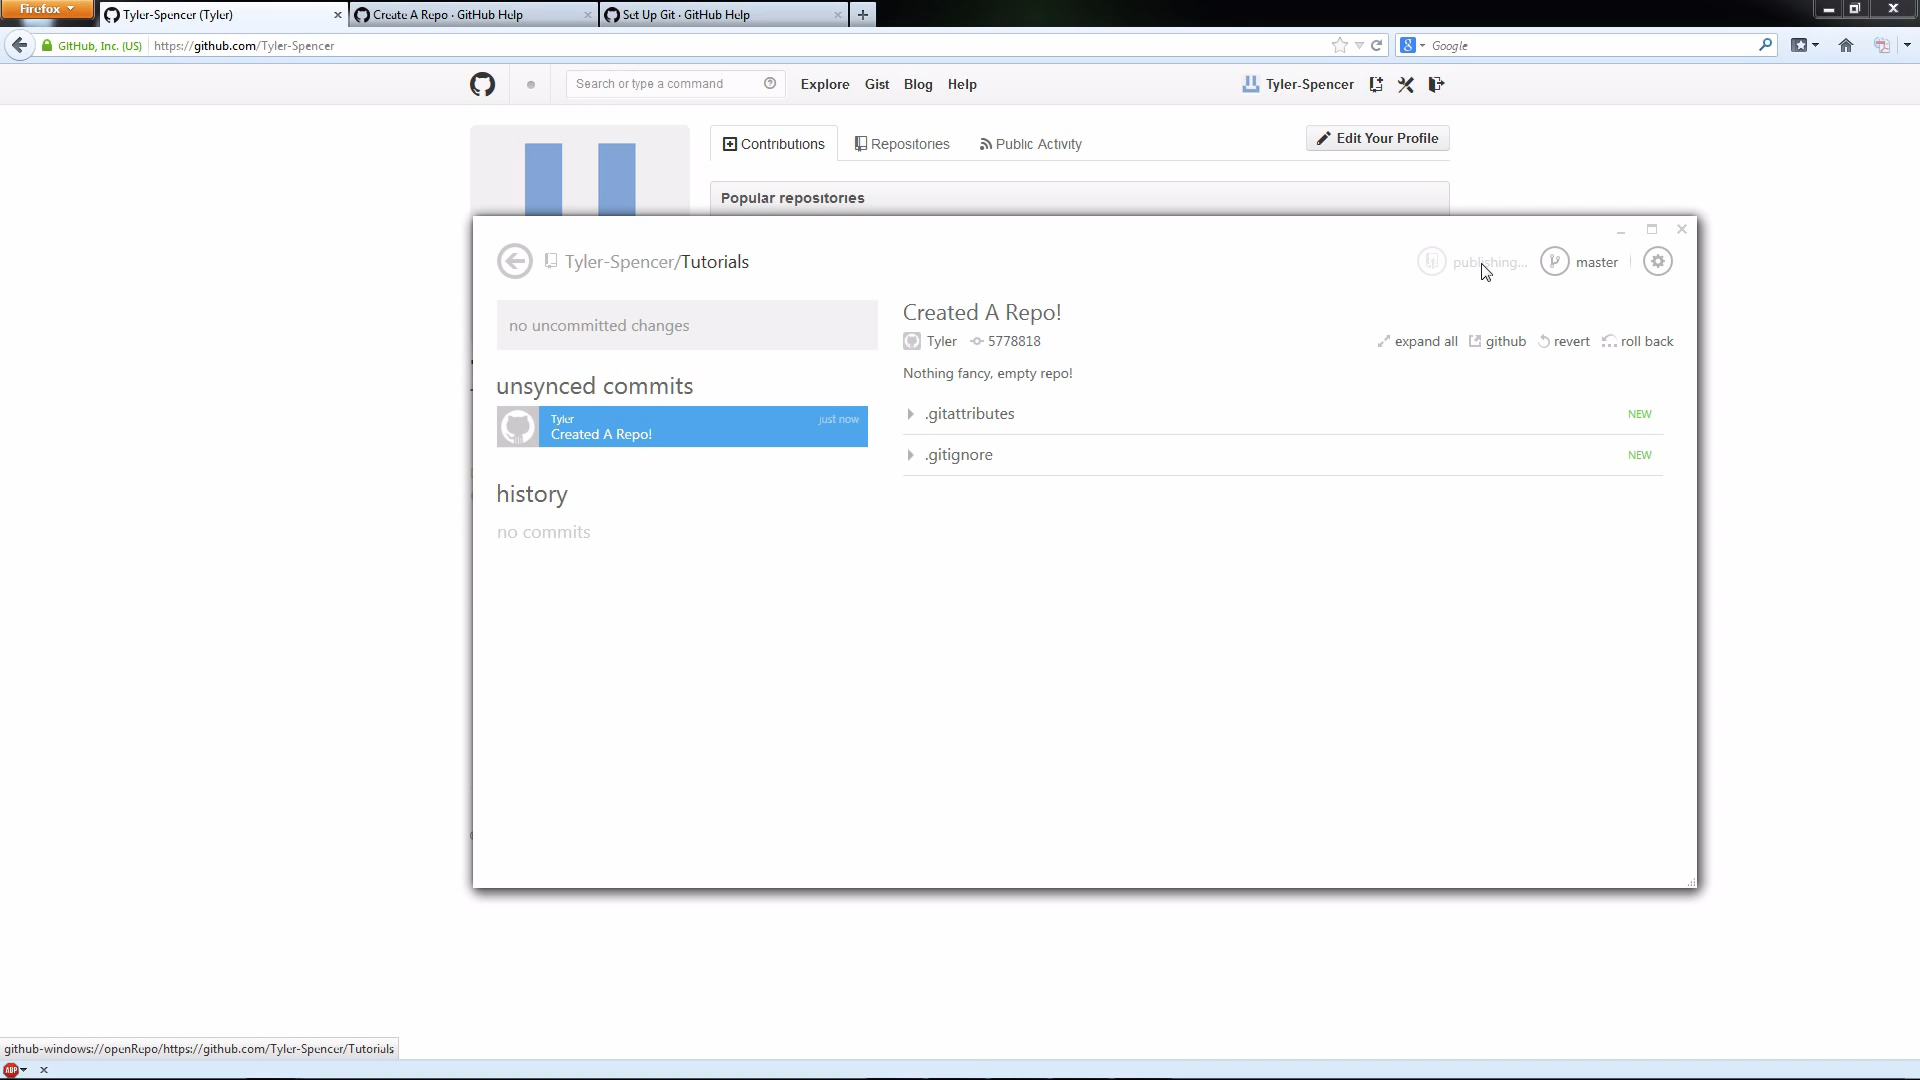 Firefox
Tyler-Spencer (Tyler)
Create A Repo · GitHub Help
Set Up Git · GitHub Help
GitHub, Inc. (US)
https://github.com/Tyler-Spencer
Google
Search or type a command
Explore
Gist
Blog
Help
Tyler-Spencer
Contributions
Repositories
Public Activity
Edit Your Profile
Popular repositories
Tyler-Spencer/Tutorials
publishing...
master
no uncommitted changes
unsynced commits
Tyler
just now
Created A Repo!
history
no commits
Created A Repo!
Tyler
5778818
expand all
github
revert
roll back
Nothing fancy, empty repo!
.gitattributes
NEW
.gitignore
NEW
github-windows://openRepo/https://github.com/Tyler-Spencer/Tutorials
ABP